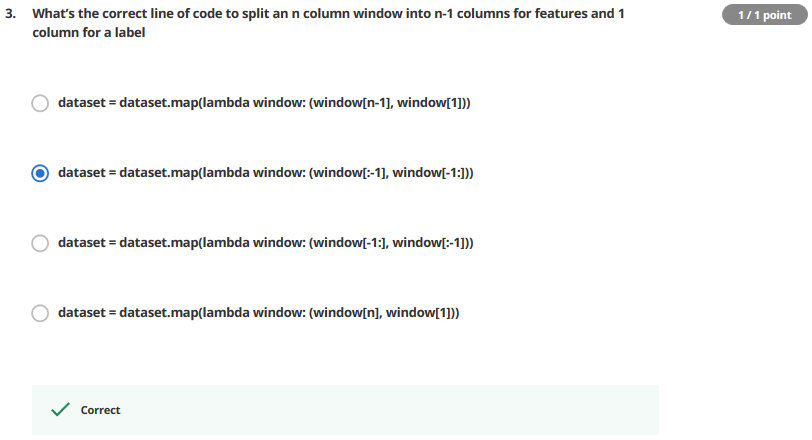 3. What's the correct line of code to split an n column window into n-1 columns for features and 1
1 / 1 point
column for a label
dataset = dataset.map(lambda window: (window[n-1], window[1]))
dataset = dataset.map(lambda window: (window[:-1], window[-1:]))
dataset = dataset.map(lambda window: (window[-1:], window[:-1]))
dataset = dataset.map(lambda window: (window[n], window[1]))
Correct